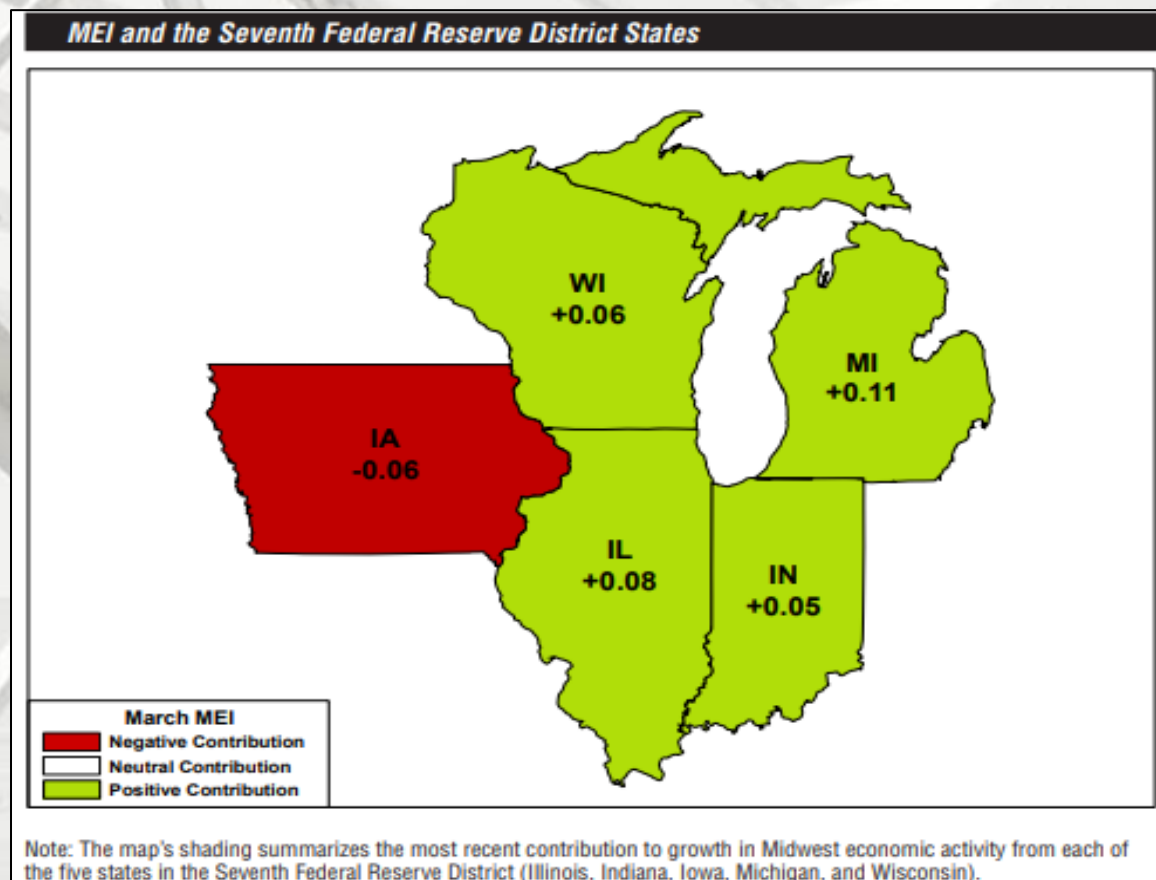 MEI and the Seventh Federal Reserve District States
WI
+0.06
MI
+0.11
IA
-0.06
IL
+0.08
IN
+0.05
March MEI
Negative Contribution
Neutral Contribution
Positive Contribution
Note: The map's shading summarizes the most recent contribution to growth in Midwest economic activity from each of
the five states in the Seventh Federal Reserve District (Illinois, Indiana, Iowa, Michigan, and Wisconsin).